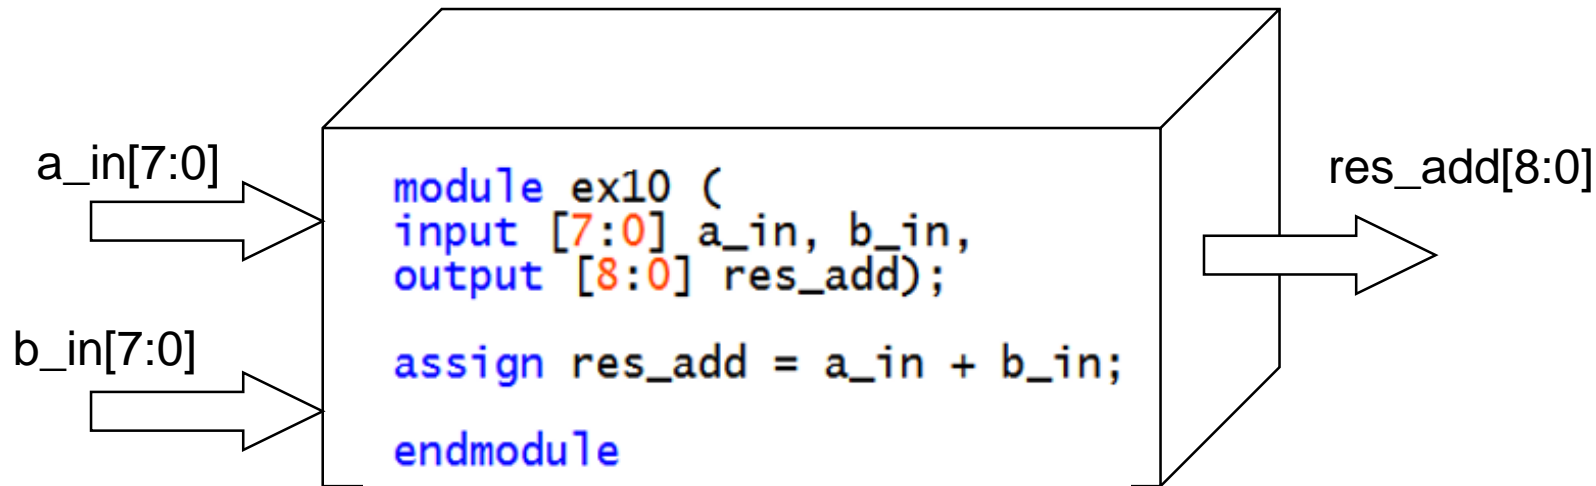 a_in[7:0]
b_in[7:0]
module ex10 (
input [7:0] a_in, b_in,
output [8:0] res_add);
assign res_add = a_in + b_in;
endmodule
res_add[8:0]